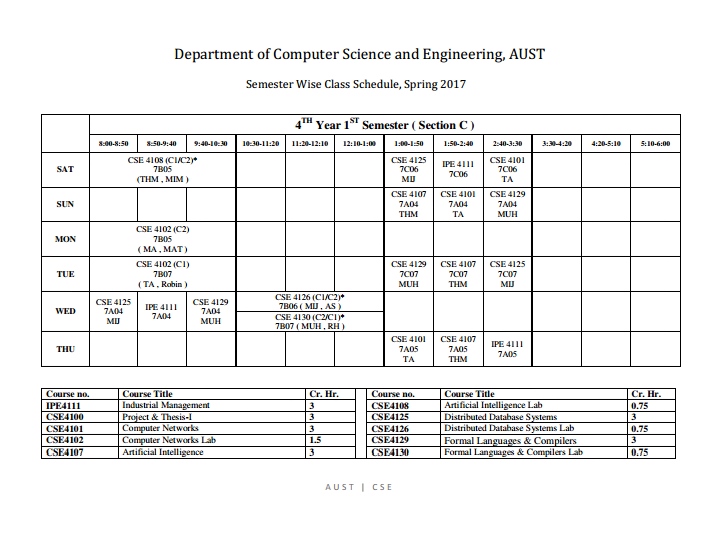 Department of Computer Science and Engineering, AUST
Semester Wise Class Schedule, Spring 2017
4TH Year 1ST Semester ( Section C )
8:00-8:50 8:50-9:40 9:40-10:30 10:30-11:20 11:20-12:10 12:10-1:00 1:00-1:50 1:50-2:40 2:40-3:30 3:30-4:20 4:20-5:10 5:10-6:00
SAT
CSE 4108 (C1/C2)*
7B05
(THM , MIM )
CSE 4125
7C06
MIJ
IPE 4111
7C06
CSE 4101
7C06
TA
SUN
CSE 4107
7A04
THM
CSE 4101
7A04
TA
CSE 4129
7A04
MUH
MON
CSE 4102 (C2)
7B05
( MA , MAT )
TUE
CSE 4102 (C1)
7B07
( TA , Robin )
CSE 4129
7C07
MUH
CSE 4107
7C07
THM
CSE 4125
7C07
MIJ
WED
CSE 4125
7A04
MIJ
IPE 4111
7A04
CSE 4129
7A04
MUH
CSE 4126 (C1/C2)*
7B06 ( MIJ , AS )
CSE 4130 (C2/C1)*
7B07 ( MUH , RH )
THU
CSE 4101
7A05
TA
CSE 4107
7A05
THM
IPE 4111
7A05
Course no. Course Title Cr. Hr. Course no. Course Title Cr. Hr.
IPE4111 Industrial Management 3 CSE4108 Artificial Intelligence Lab 0.75
CSE4100 Project & Thesis-I 3 CSE4125 Distributed Database Systems 3
CSE4101 Computer Networks 3 CSE4126 Distributed Database Systems Lab 0.75
CSE4102 Computer Networks Lab 1.5 CSE4129 Formal Languages & Compilers 3
CSE4107 Artificial Intelligence 3 CSE4130 Formal Languages & Compilers Lab 0.75
AUST | CSE